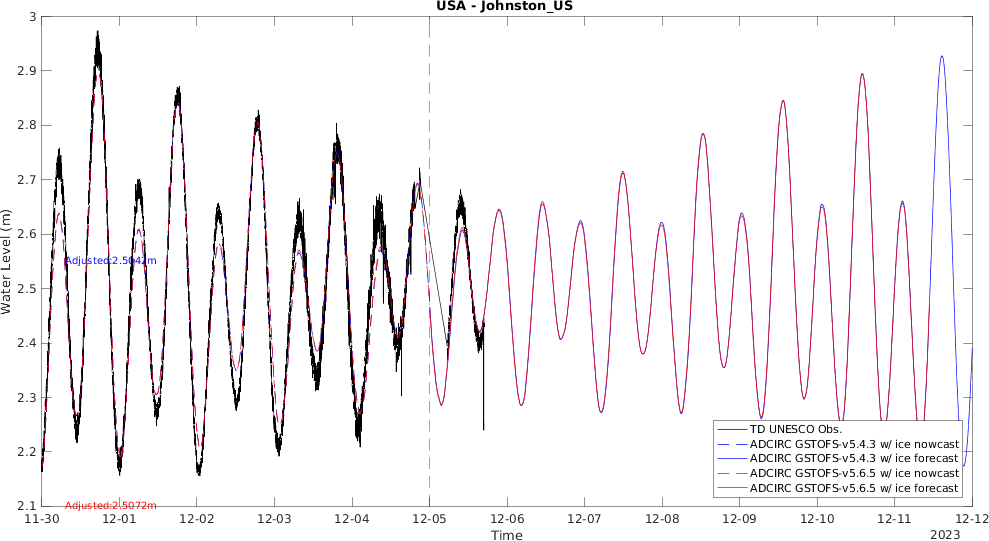 USA - Johnston_US
3
2.9
2.8
2.7
2.6
2.5
2.4
2.3
2.2
2.1
Water Level (m)
Adjusted:2.5042m
Adjusted:2.5072m
TD UNESCO Obs.
ADCIRC GSTOFS-v5.4.3 w/ ice nowcast
ADCIRC GSTOFS-v5.4.3 w/ ice forecast
ADCIRC GSTOFS-v5.6.5 w/ ice nowcast
ADCIRC GSTOFS-v5.6.5 w/ ice forecast
11-30 12-01 12-02 12-03 12-04 12-05 12-06 12-07 12-08 12-09 12-10 12-11 12-12
Time
2023